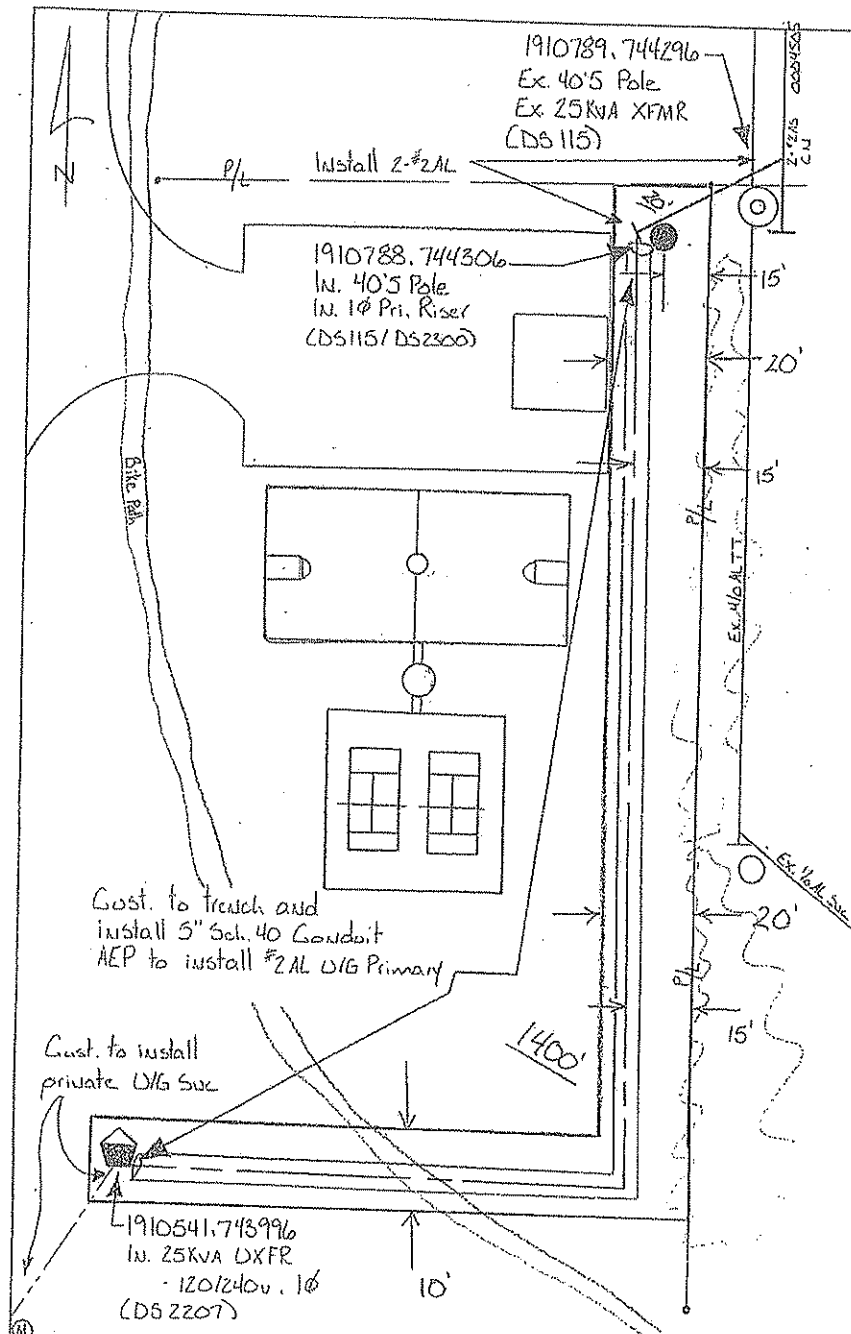 1910789.744296
Ex. 40'5 Pole
Ex. 25KVA XFMR
(DS 115)
0004505
N
P/L
Install 2-#2AL
10'
1910788.744306
IN. 40'5 Pole
IN. 1Ø Pri. Riser
(DS115/DS2300)
15'
20'
15'
P/L
Bike Path
Ex. 4/0 AL TT
Ex. 1/0 AL Svc
Cust. to trench and
install 5" Sch. 40 Conduit
AEP to install #2AL U/G Primary
20'
P/L
15'
1400'
Cust. to install
private U/G Svc
1910541.743996
IN. 25KVA UXFR
- 120/240v. 1Ø
(DS 2207)
10'
M